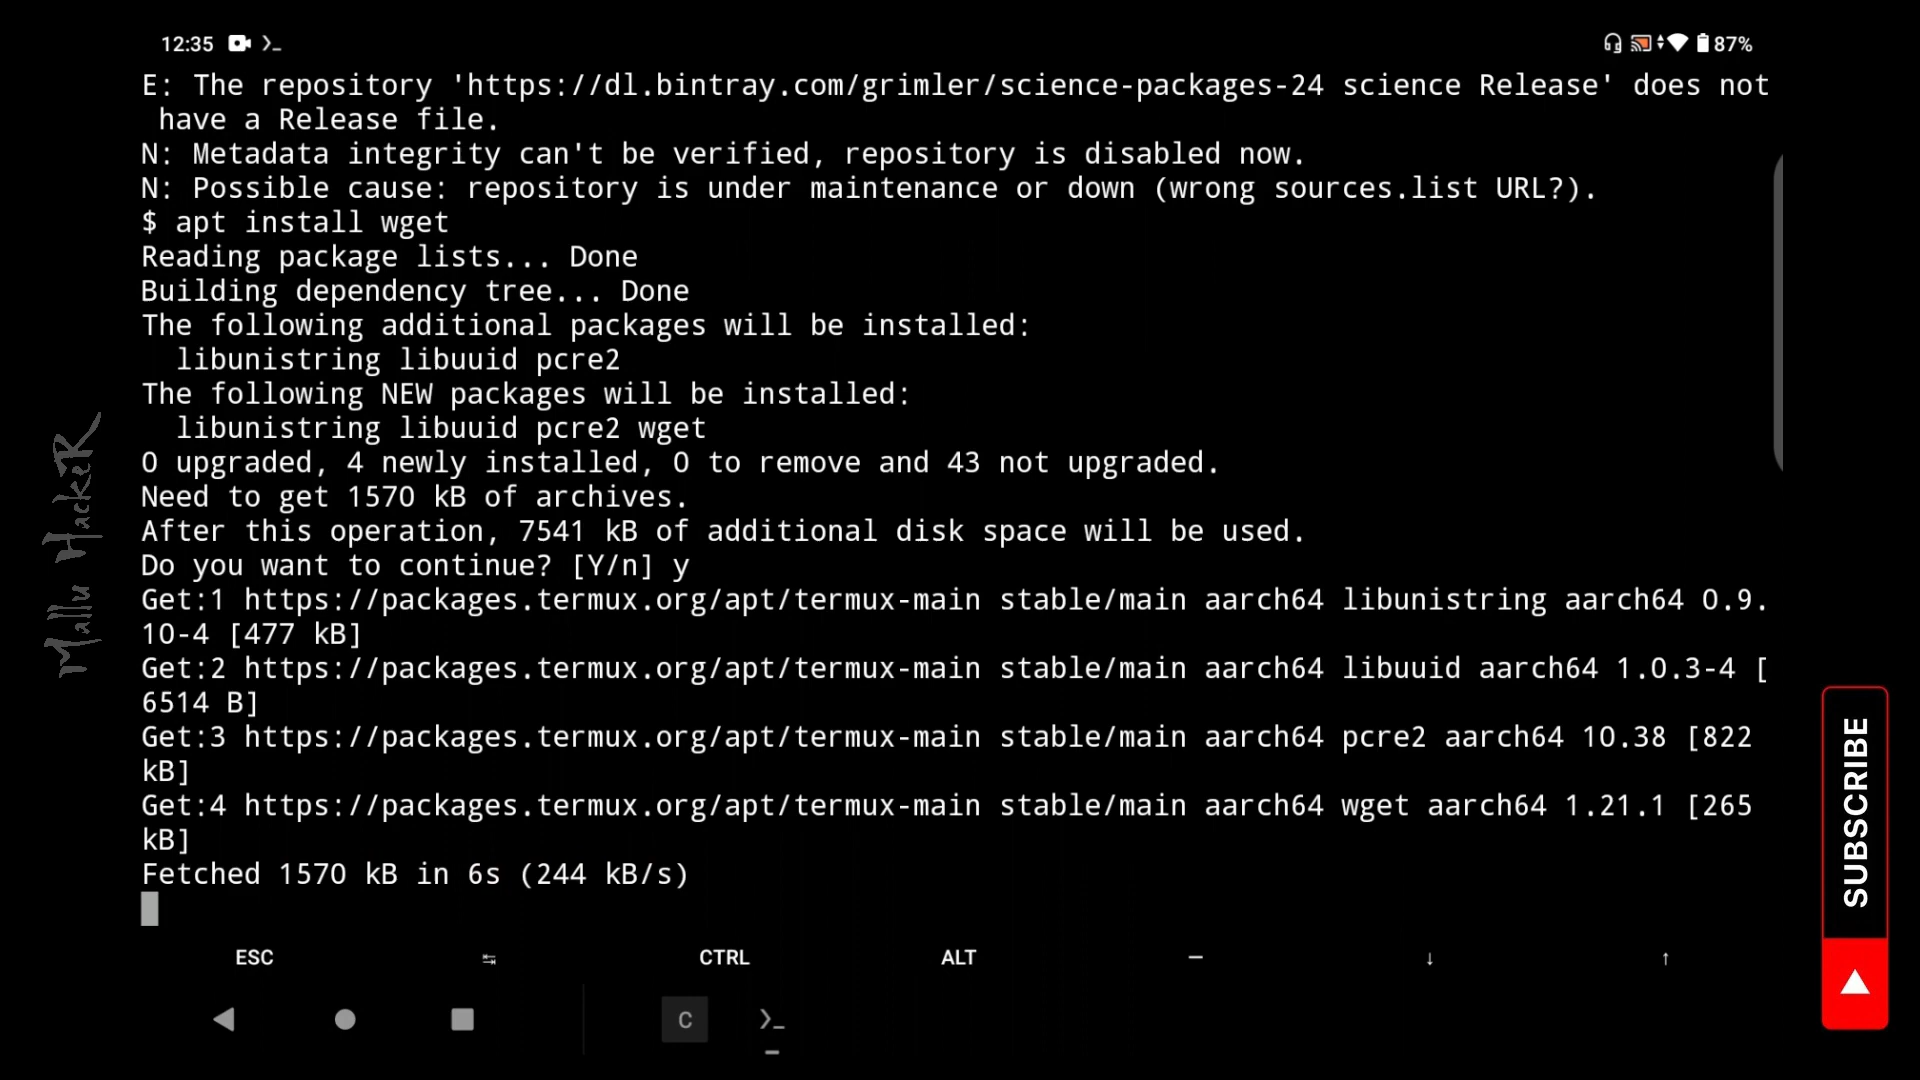 12:35
87%
E: The repository 'https://dl.bintray.com/grimler/science-packages-24 science Release' does not
have a Release file.
N: Metadata integrity can't be verified, repository is disabled now.
N: Possible cause: repository is under maintenance or down (wrong sources.list URL?).
$ apt install wget
Reading package lists... Done
Building dependency tree... Done
The following additional packages will be installed:
libunistring libuuid pcre2
The following NEW packages will be installed:
libunistring libuuid pcre2 wget
0 upgraded, 4 newly installed, 0 to remove and 43 not upgraded.
Need to get 1570 kB of archives.
After this operation, 7541 kB of additional disk space will be used.
Do you want to continue? [Y/n] y
Get:1 https://packages.termux.org/apt/termux-main stable/main aarch64 libunistring aarch64 0.9.
10-4 [477 kB]
Get:2 https://packages.termux.org/apt/termux-main stable/main aarch64 libuuid aarch64 1.0.3-4 [
6514 B]
Get:3 https://packages.termux.org/apt/termux-main stable/main aarch64 pcre2 aarch64 10.38 [822
kB]
Get:4 https://packages.termux.org/apt/termux-main stable/main aarch64 wget aarch64 1.21.1 [265
kB]
Fetched 1570 kB in 6s (244 kB/s)
ESC
CTRL
ALT
C
Mallu HackeR
SUBSCRIBE